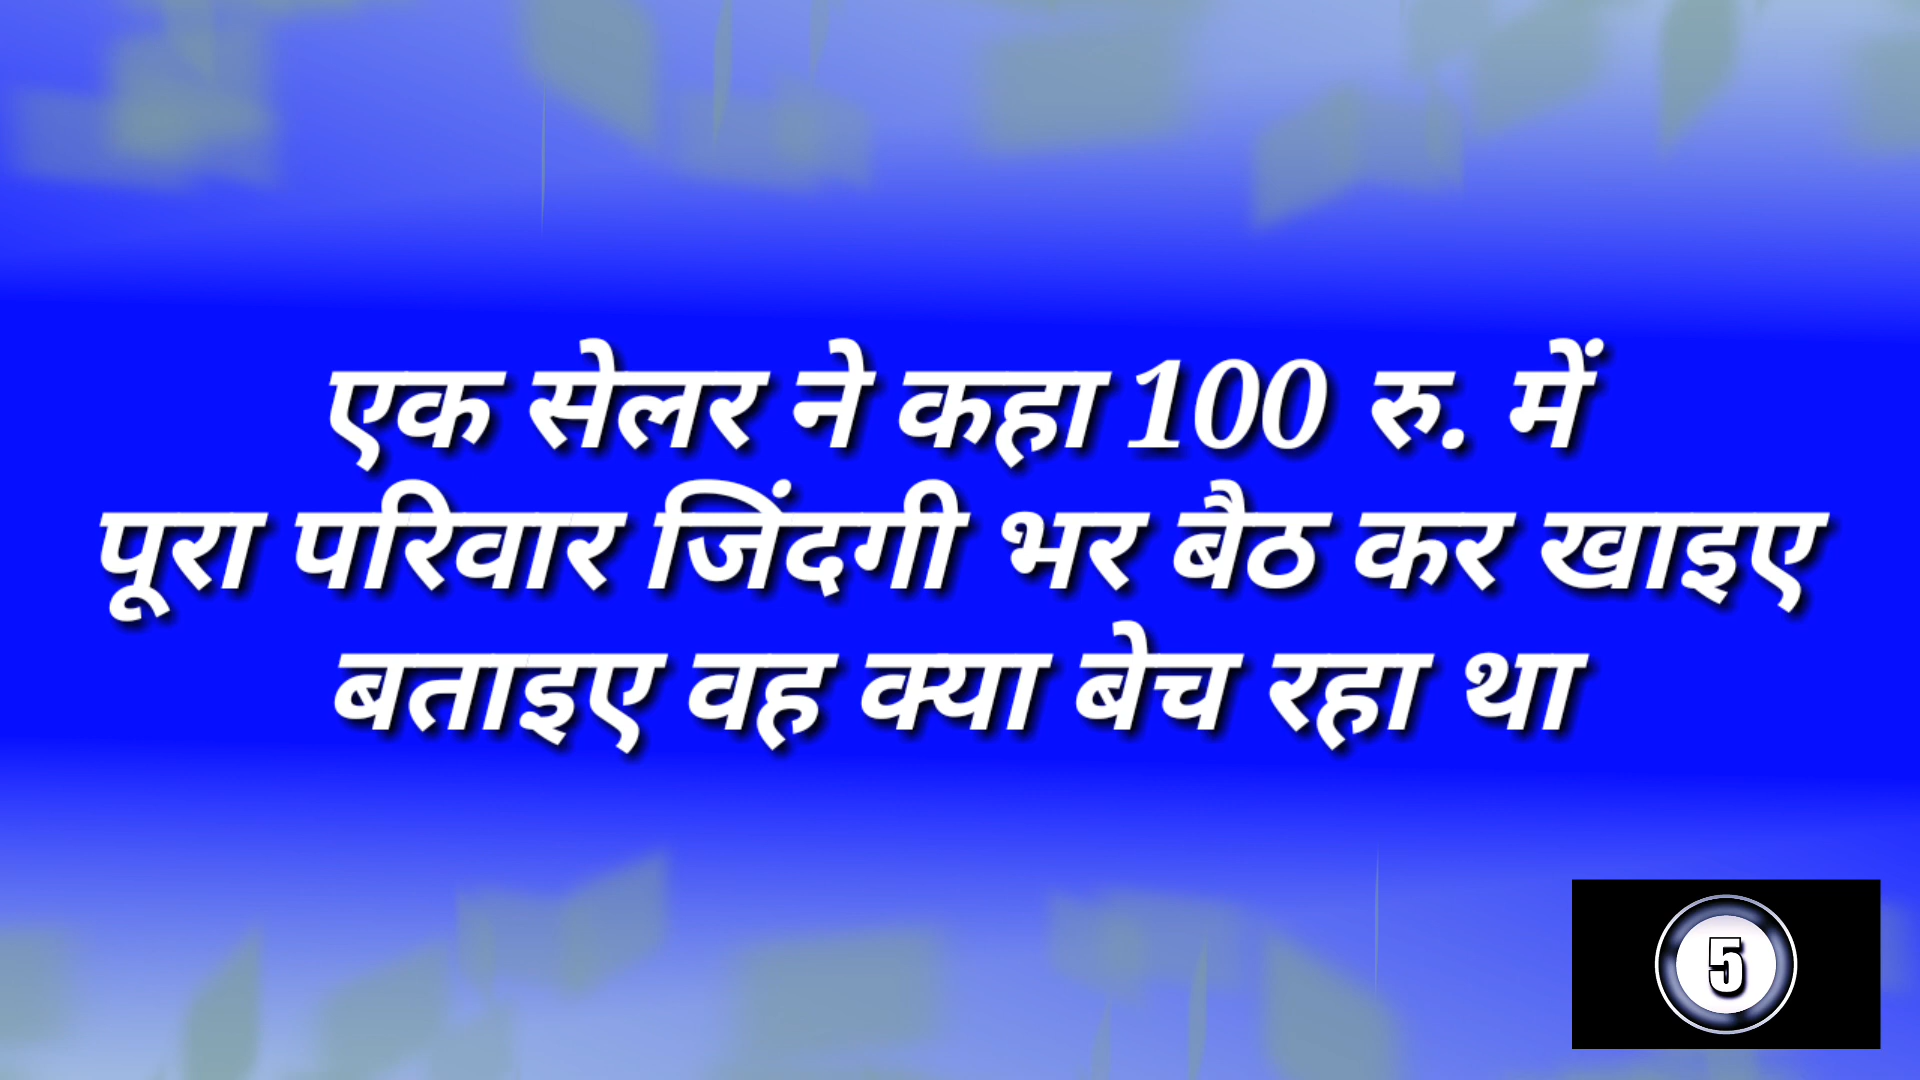 एक सेलर ने कहा 100 रु. में
पूरा परिवार जिंदगी भर बैठ कर खाइए
बताइए वह क्या बेच रहा था
5